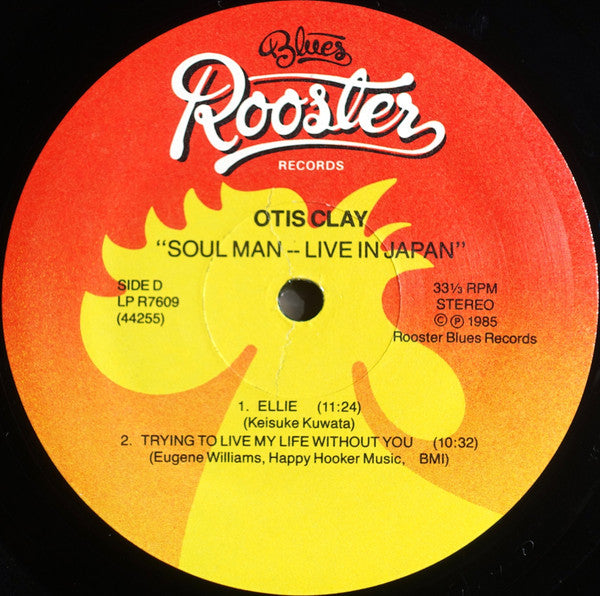 Blues
Rooster
RECORDS
OTIS CLAY
"SOUL MAN -- LIVE IN JAPAN"
SIDE D
LP R7609
(44255)
33⅓ RPM
STEREO
© ℗ 1985
Rooster Blues Records
1. ELLIE (11:24)
(Keisuke Kuwata)
2. TRYING TO LIVE MY LIFE WITHOUT YOU (10:32)
(Eugene Williams, Happy Hooker Music, BMI)